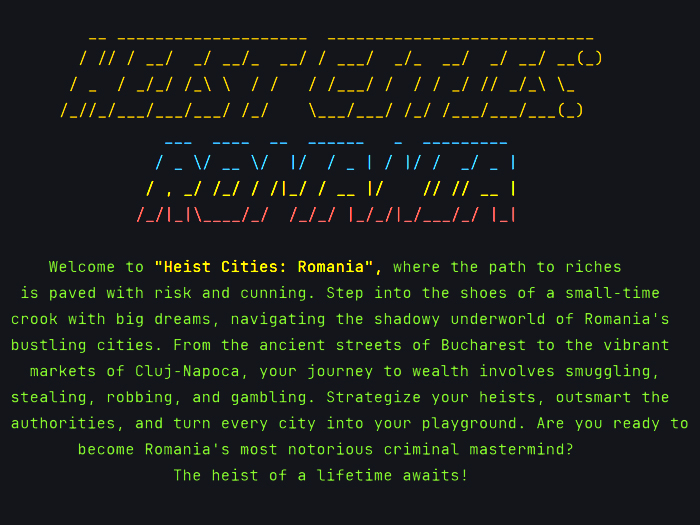 HEIST CITIES:
ROMANIA
Welcome to "Heist Cities: Romania", where the path to riches
is paved with risk and cunning. Step into the shoes of a small-time
crook with big dreams, navigating the shadowy underworld of Romania's
bustling cities. From the ancient streets of Bucharest to the vibrant
markets of Cluj-Napoca, your journey to wealth involves smuggling,
stealing, robbing, and gambling. Strategize your heists, outsmart the
authorities, and turn every city into your playground. Are you ready to
become Romania's most notorious criminal mastermind?
The heist of a lifetime awaits!